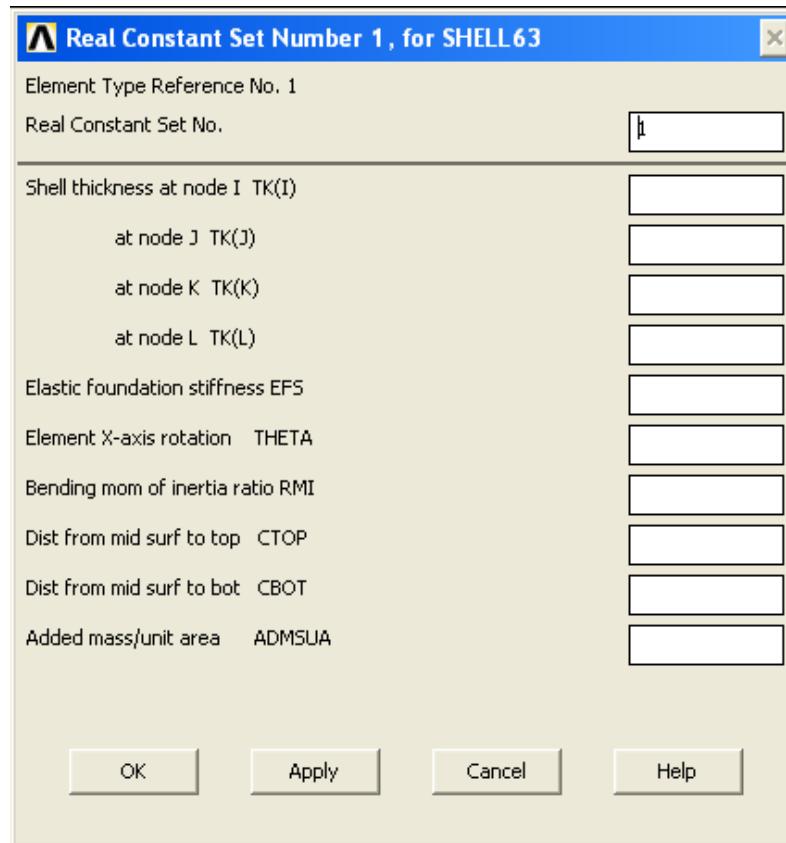 Real Constant Set Number 1, for SHELL63
Element Type Reference No. 1
Real Constant Set No. 1
Shell thickness at node I TK(I)
at node J TK(J)
at node K TK(K)
at node L TK(L)
Elastic foundation stiffness EFS
Element X-axis rotation THETA
Bending mom of inertia ratio RMI
Dist from mid surf to top CTOP
Dist from mid surf to bot CBOT
Added mass/unit area ADMSUA
OK Apply Cancel Help